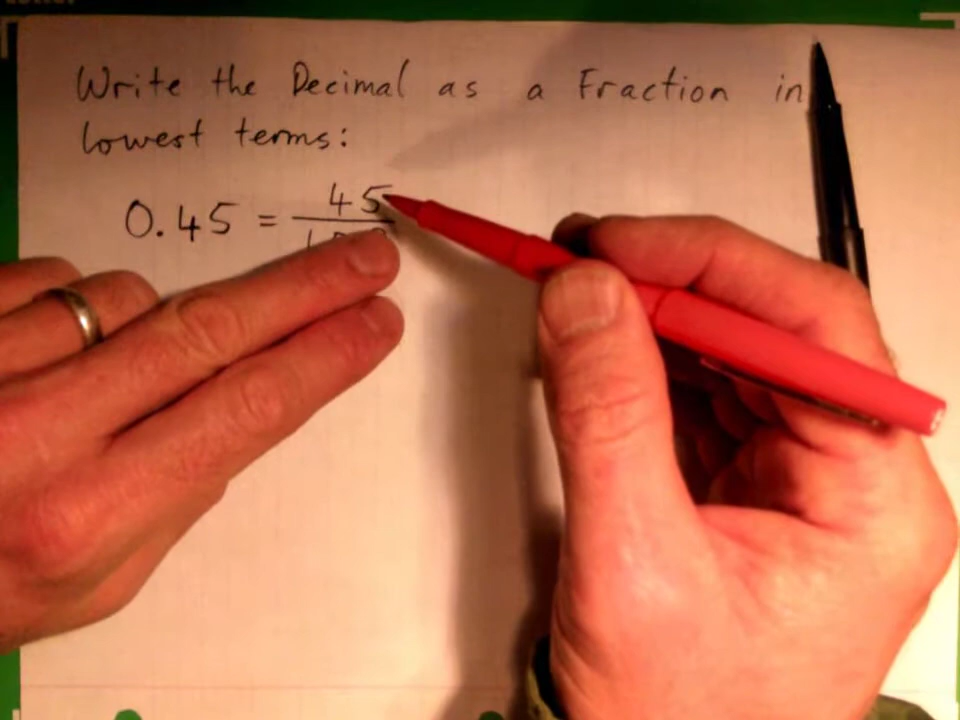 Write the Decimal as a Fraction in
lowest terms:
0.45 = 45